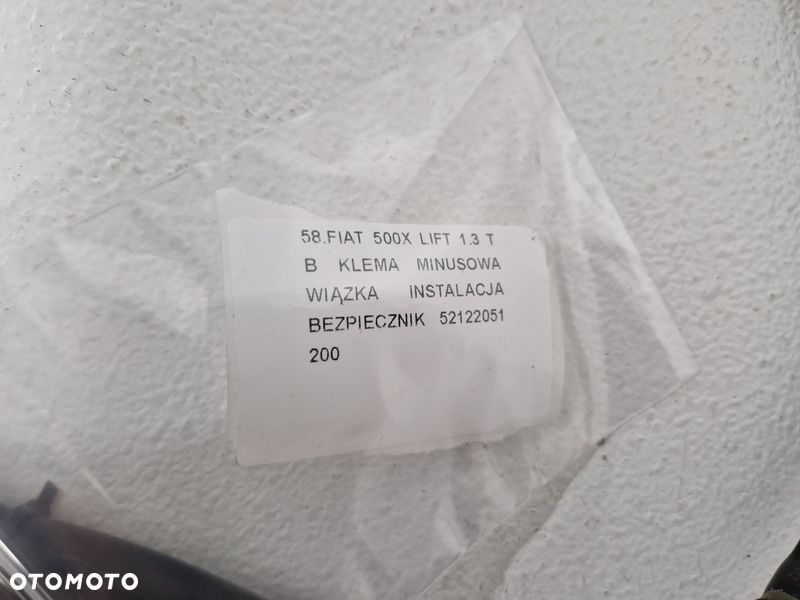 58.FIAT 500X LIFT 1.3 T
B KLEMA MINUSOWA
WIĄZKA INSTALACJA
BEZPIECZNIK 52122051
200
OTOMOTO